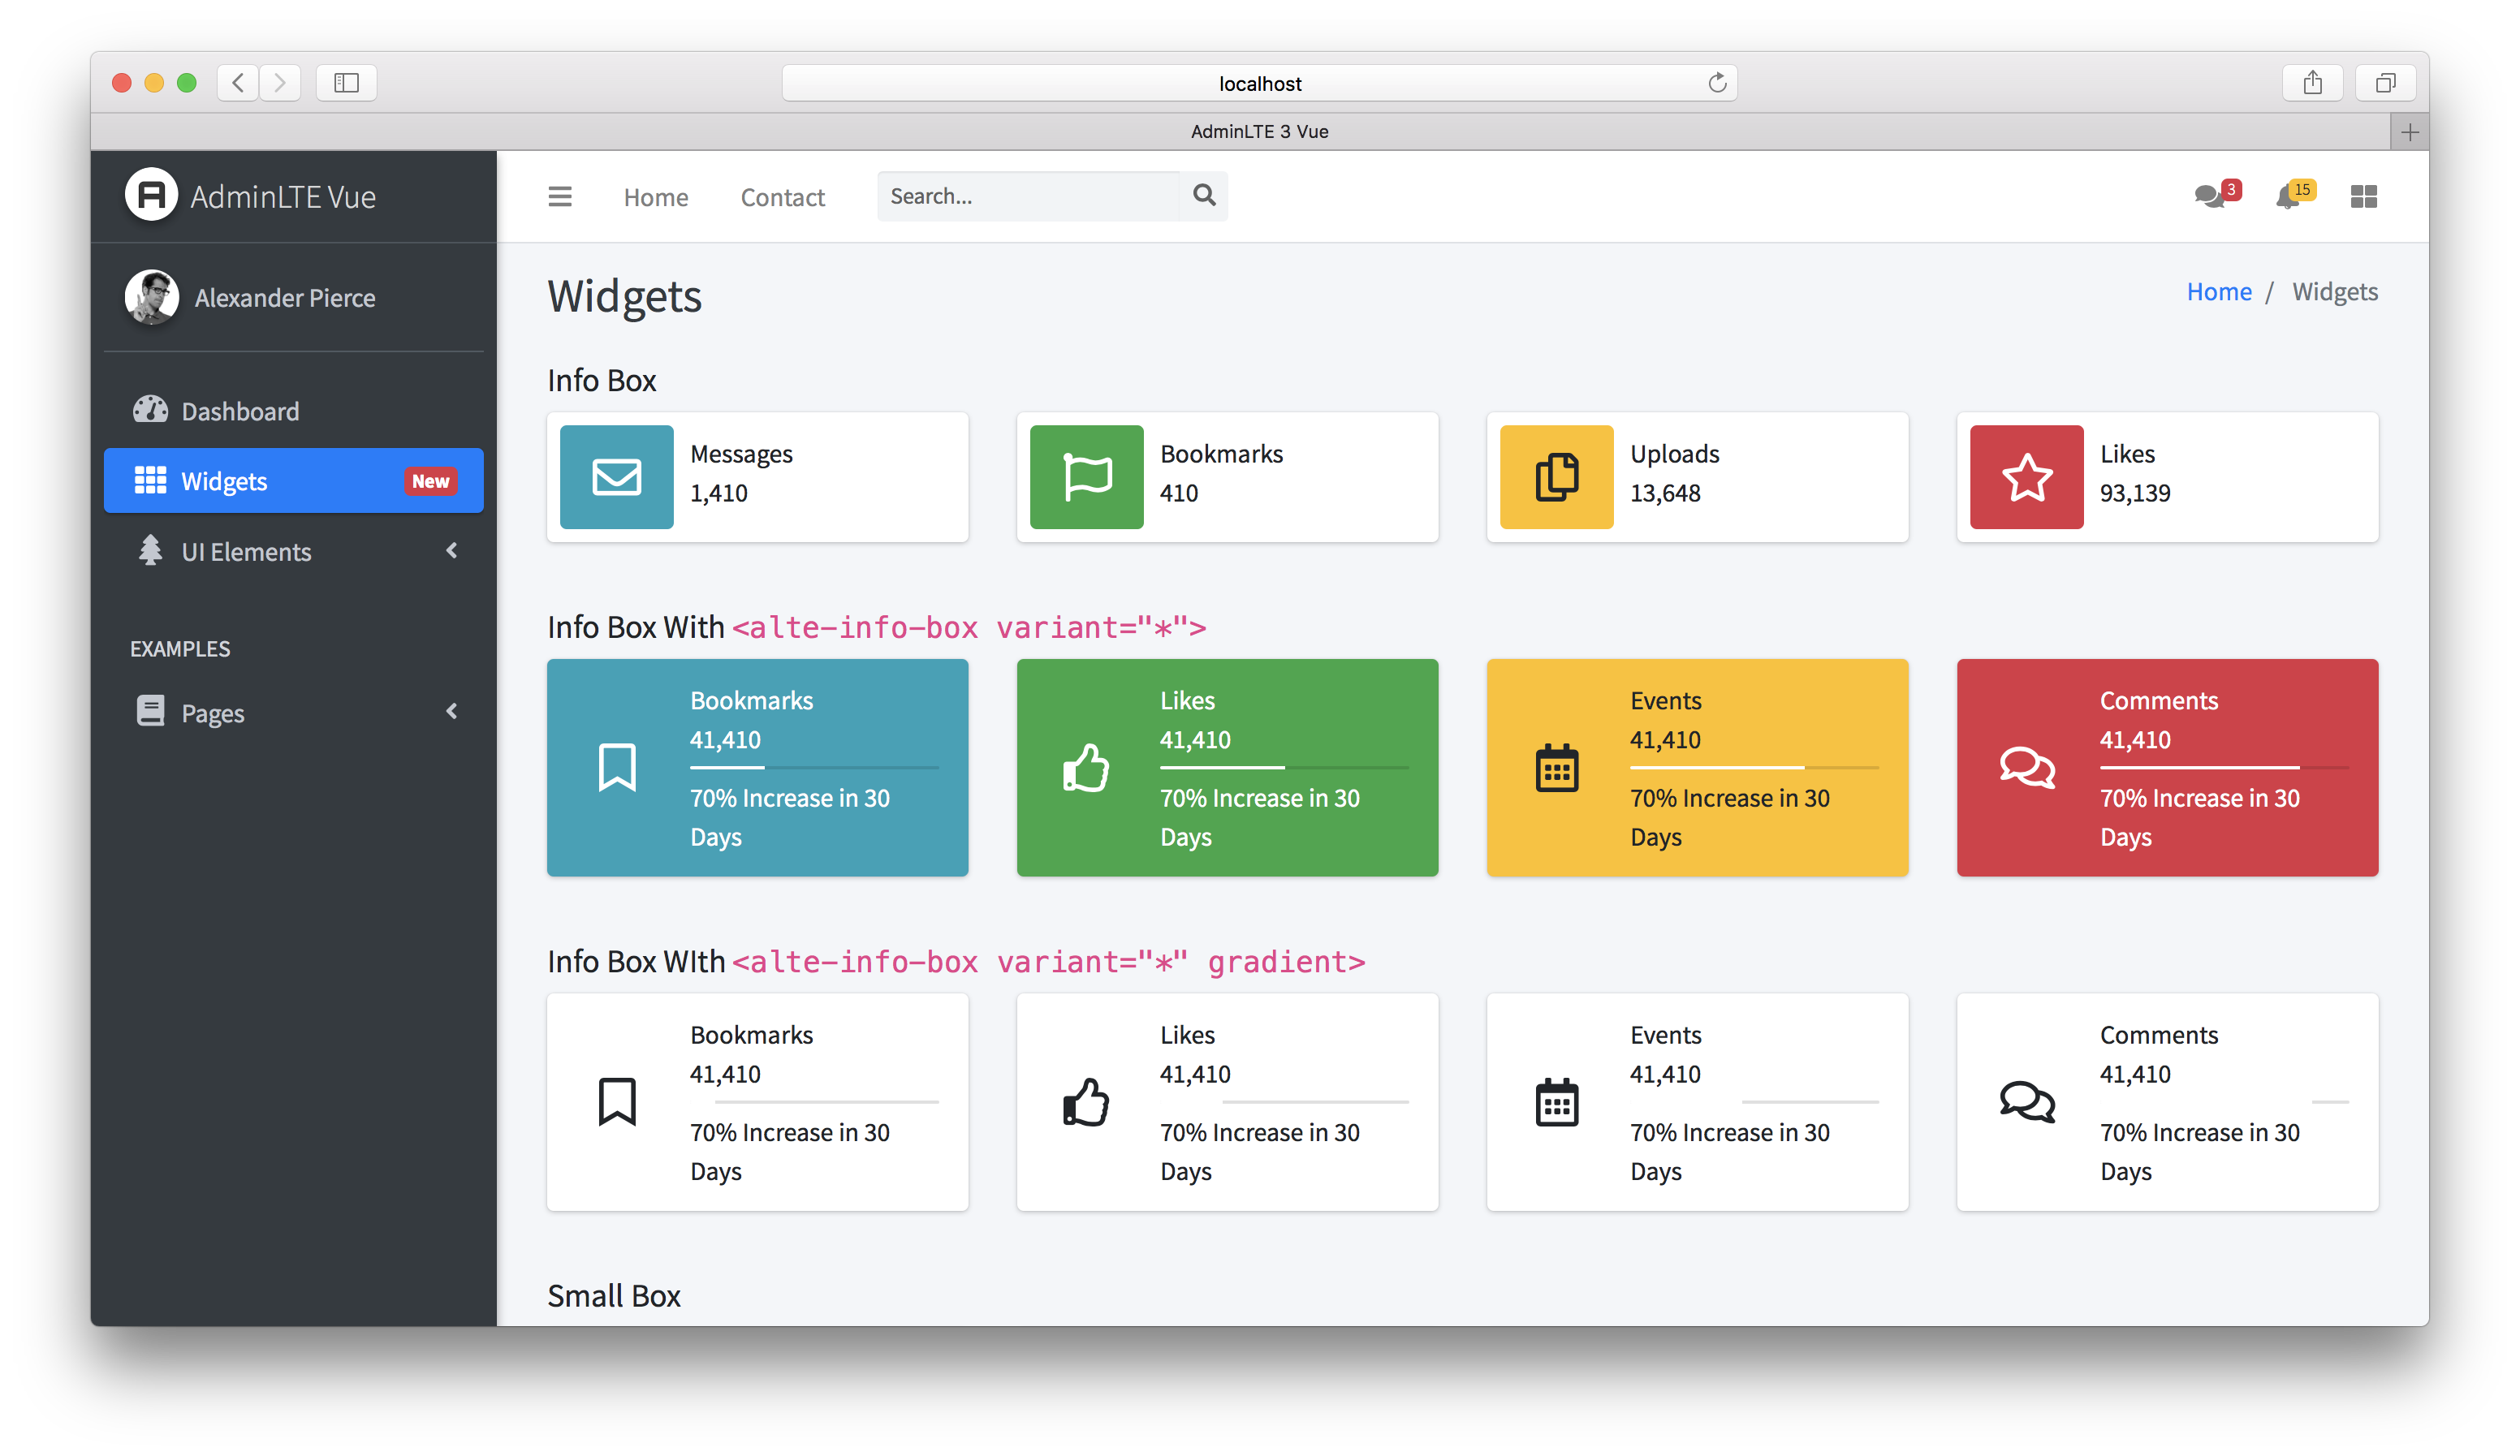 localhost
AdminLTE 3 Vue
A AdminLTE Vue
Home Contact Search... 3 15
Alexander Pierce
Dashboard
Widgets New
UI Elements
EXAMPLES
Pages
Widgets
Home / Widgets
Info Box
Messages
1,410
Bookmarks
410
Uploads
13,648
Likes
93,139
Info Box With <alte-info-box variant="*">
Bookmarks
41,410
70% Increase in 30
Days
Likes
41,410
70% Increase in 30
Days
Events
41,410
70% Increase in 30
Days
Comments
41,410
70% Increase in 30
Days
Info Box WIth <alte-info-box variant="*" gradient>
Bookmarks
41,410
70% Increase in 30
Days
Likes
41,410
70% Increase in 30
Days
Events
41,410
70% Increase in 30
Days
Comments
41,410
70% Increase in 30
Days
Small Box